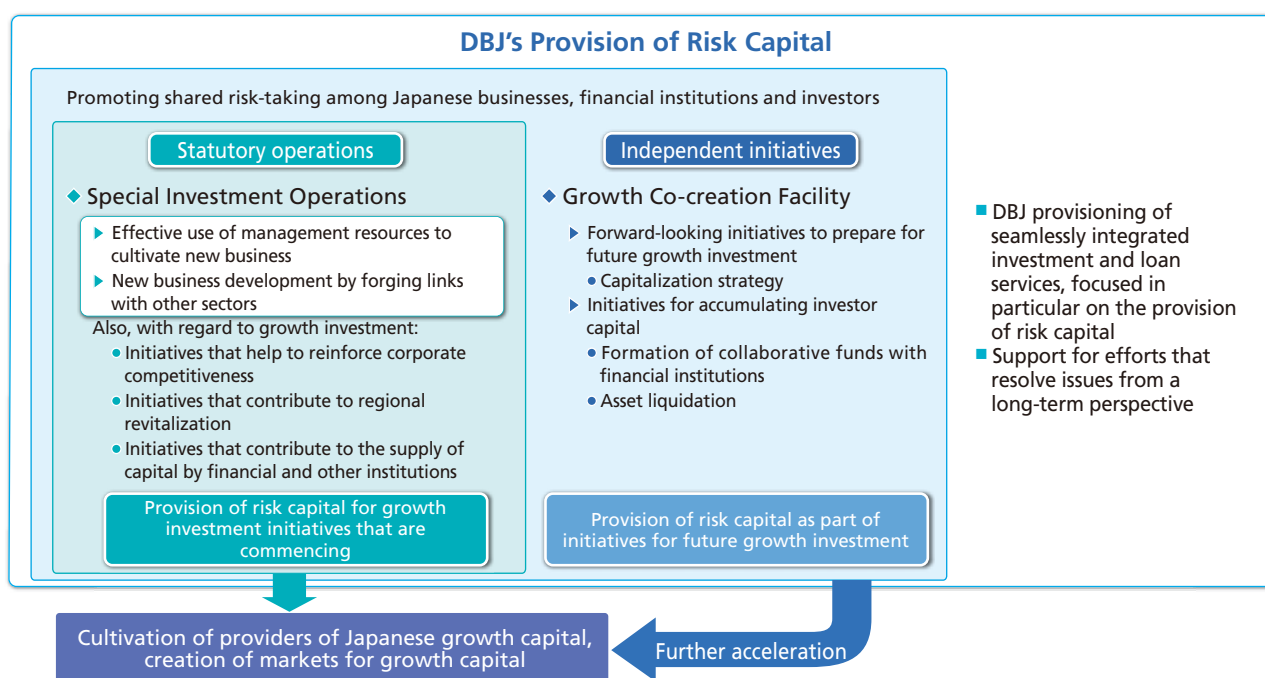 DBJ's Provision of Risk Capital
Promoting shared risk-taking among Japanese businesses, financial institutions and investors
Statutory operations
◆ Special Investment Operations
▶ Effective use of management resources to
cultivate new business
▶ New business development by forging links
with other sectors
Also, with regard to growth investment:
● Initiatives that help to reinforce corporate
competitiveness
● Initiatives that contribute to regional
revitalization
● Initiatives that contribute to the supply of
capital by financial and other institutions
Provision of risk capital for growth
investment initiatives that are
commencing
Independent initiatives
◆ Growth Co-creation Facility
▶ Forward-looking initiatives to prepare for
future growth investment
● Capitalization strategy
▶ Initiatives for accumulating investor
capital
● Formation of collaborative funds with
financial institutions
● Asset liquidation
Provision of risk capital as part of
initiatives for future growth investment
■ DBJ provisioning of
seamlessly integrated
investment and loan
services, focused in
particular on the provision
of risk capital
■ Support for efforts that
resolve issues from a
long-term perspective
Cultivation of providers of Japanese growth capital,
creation of markets for growth capital
Further acceleration